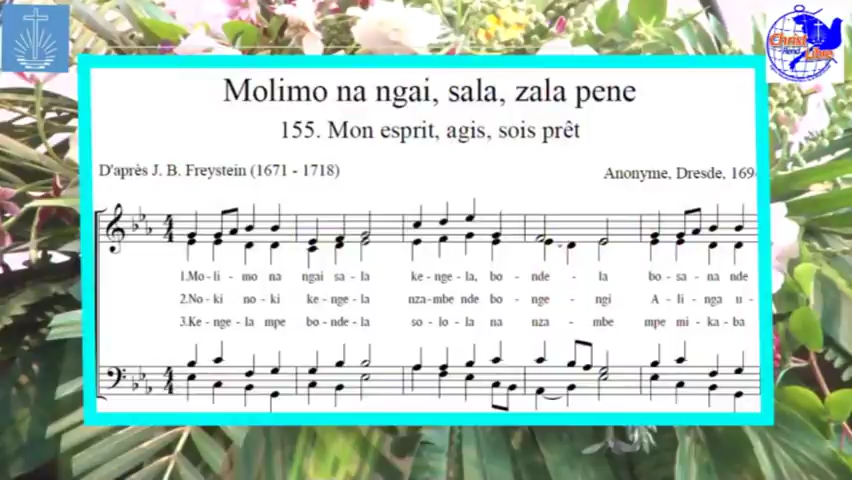 Christ
Rend
Libre
Molimo na ngai, sala, zala pene
155. Mon esprit, agis, sois prêt
D'après J. B. Freystein (1671 - 1718)
Anonyme, Dresde, 169
1.Mo - li - mo na ngai sa - la ke - nge - la, bo - nde - la bo - sa - na nde
2.No - ki no - ki ke - nge - la nza - mbe nde bo - nge - ngi A - li - nga u -
3.Ke - nge - la mpe bo - nde - la so - lo - la na nza - mbe mpe mi - ka - ba